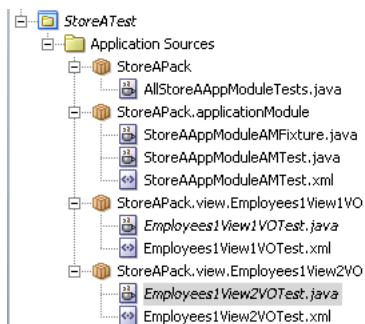 StoreATest
Application Sources
StoreAPack
AllStoreAAppModuleTests.java
StoreAPack.applicationModule
StoreAAppModuleAMFixture.java
StoreAAppModuleAMTest.java
StoreAAppModuleAMTest.xml
StoreAPack.view.Employees1View1VO
Employees1View1VOTest.java
Employees1View1VOTest.xml
StoreAPack.view.Employees1View2VO
Employees1View2VOTest.java
Employees1View2VOTest.xml